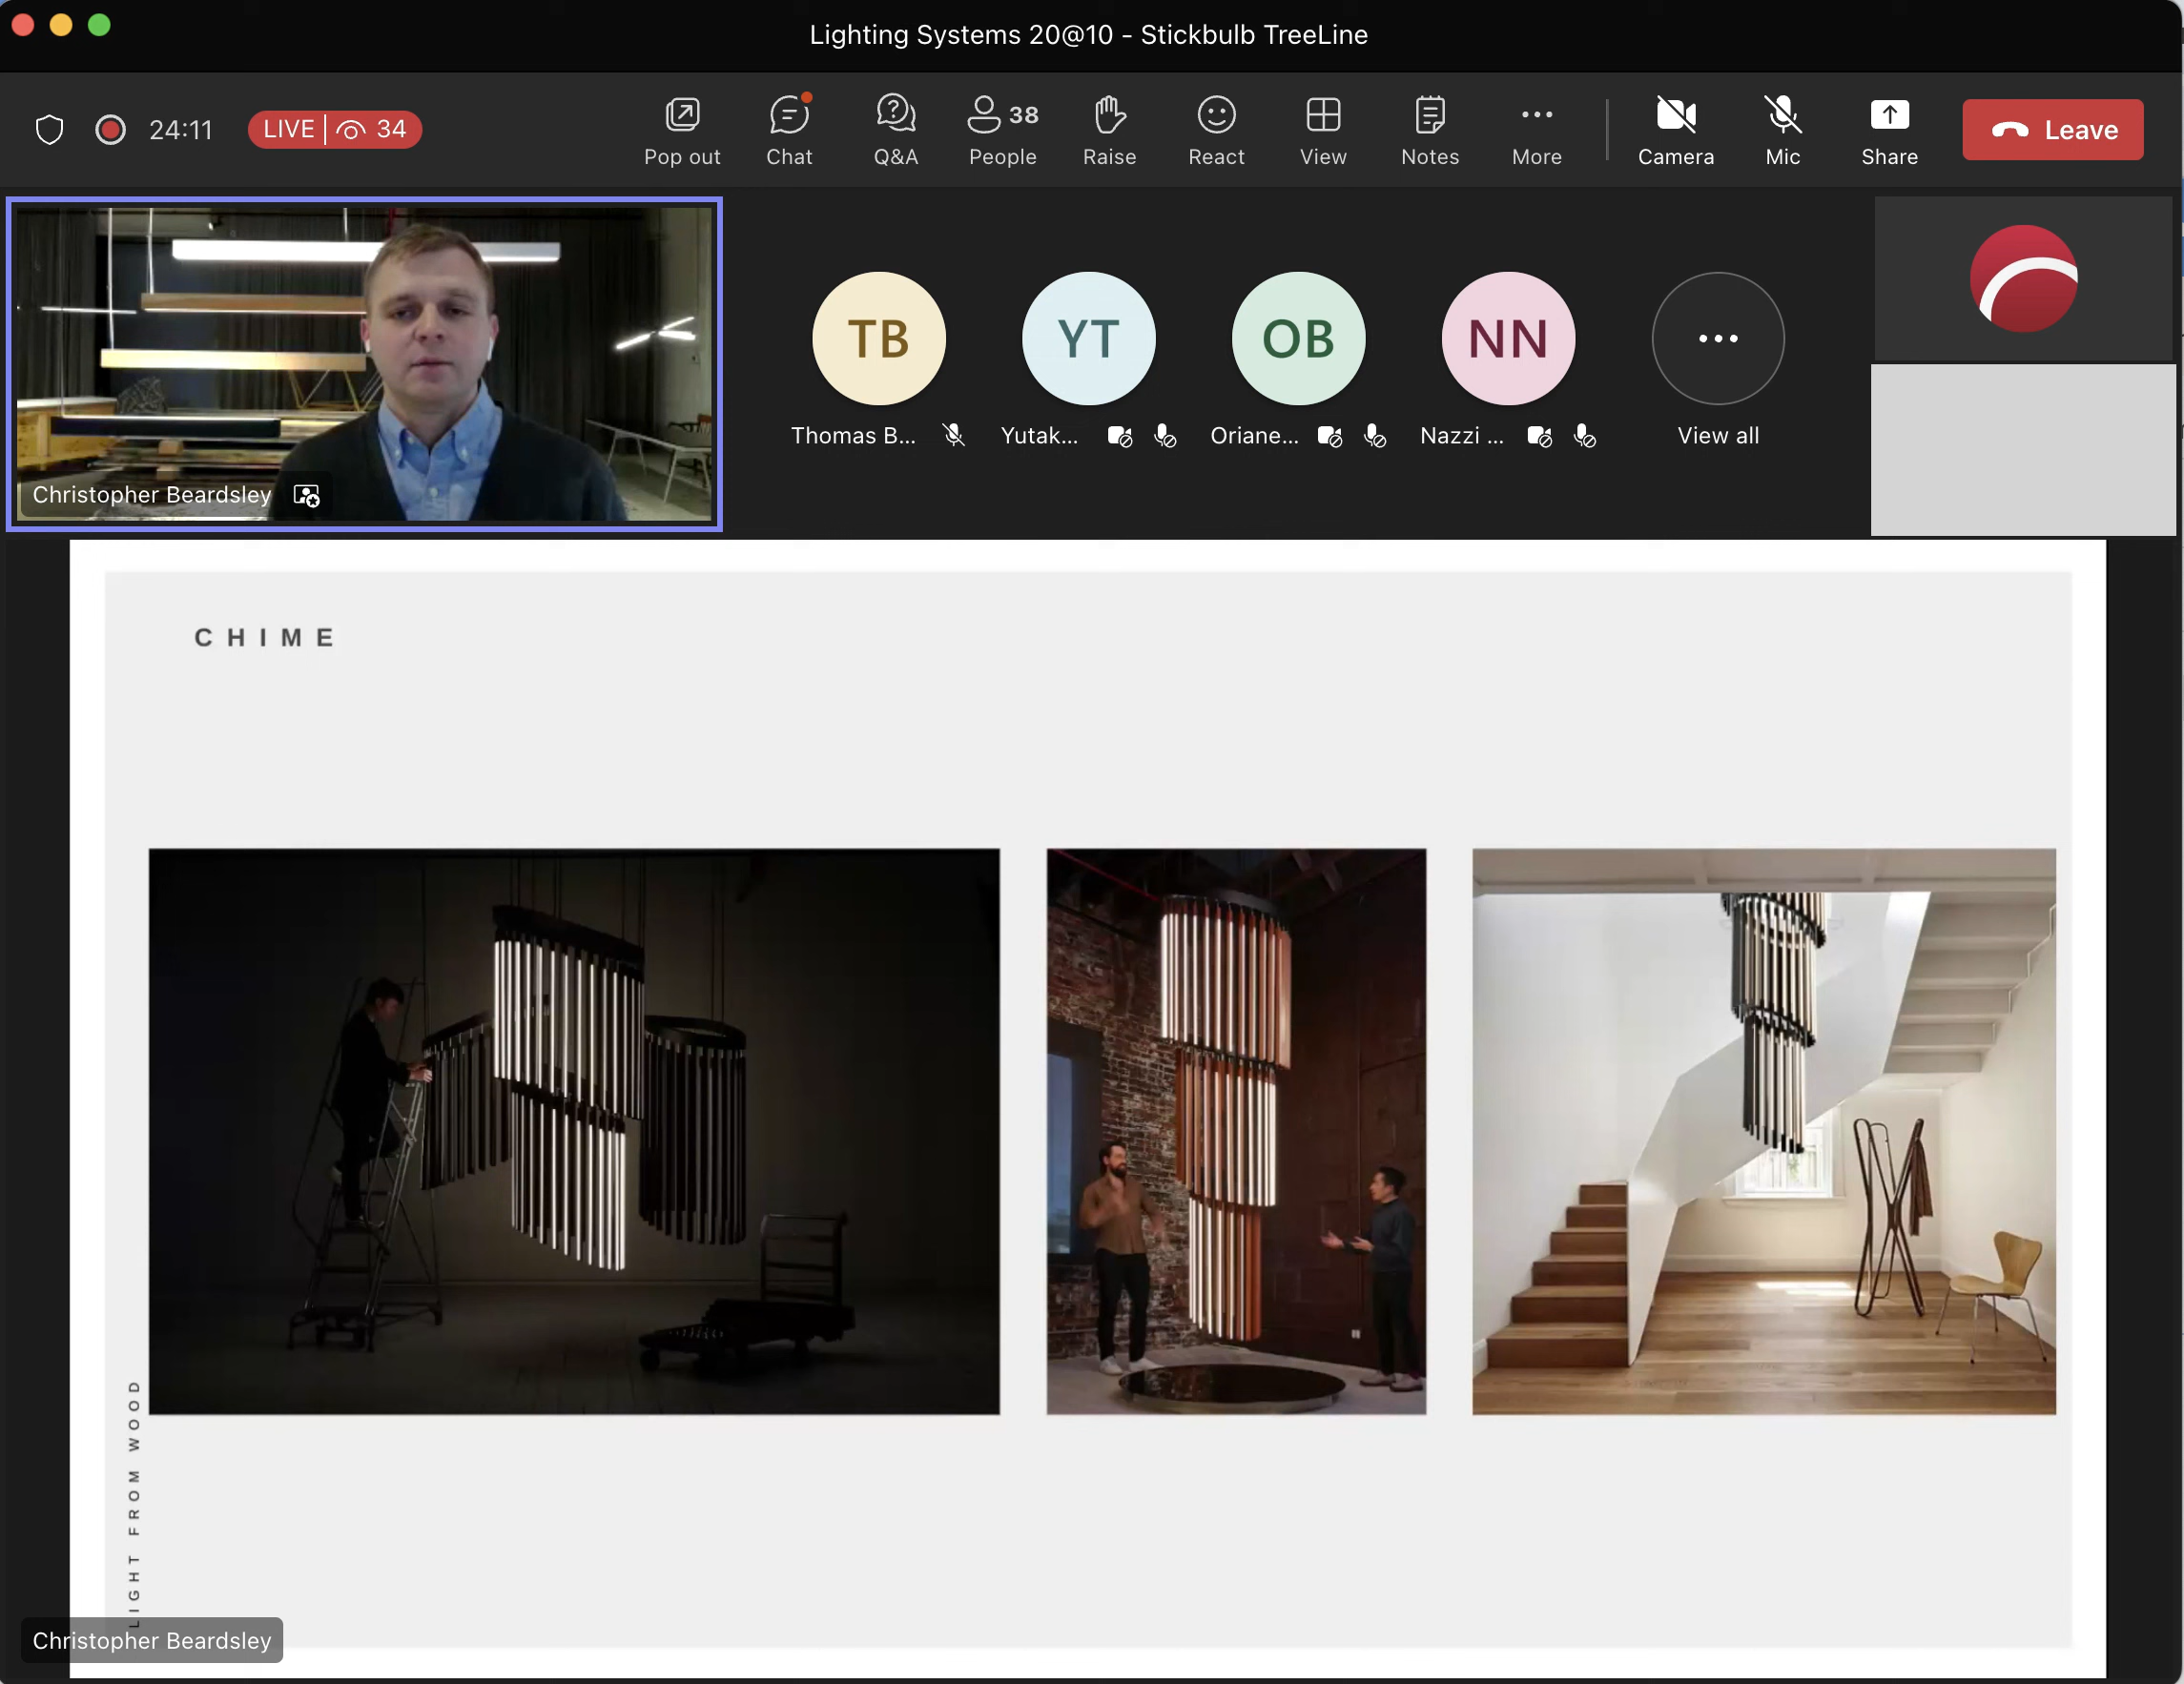 Lighting Systems 20@10 - Stickbulb TreeLine
24:11
LIVE 34
Pop out
Chat
Q&A
38
People
Raise
React
View
Notes
More
Camera
Mic
Share
Leave
TB
YT
OB
NN
Thomas B...
Yutak...
Oriane...
Nazzi ...
View all
Christopher Beardsley
CHIME
LIGHT FROM WOOD
Christopher Beardsley